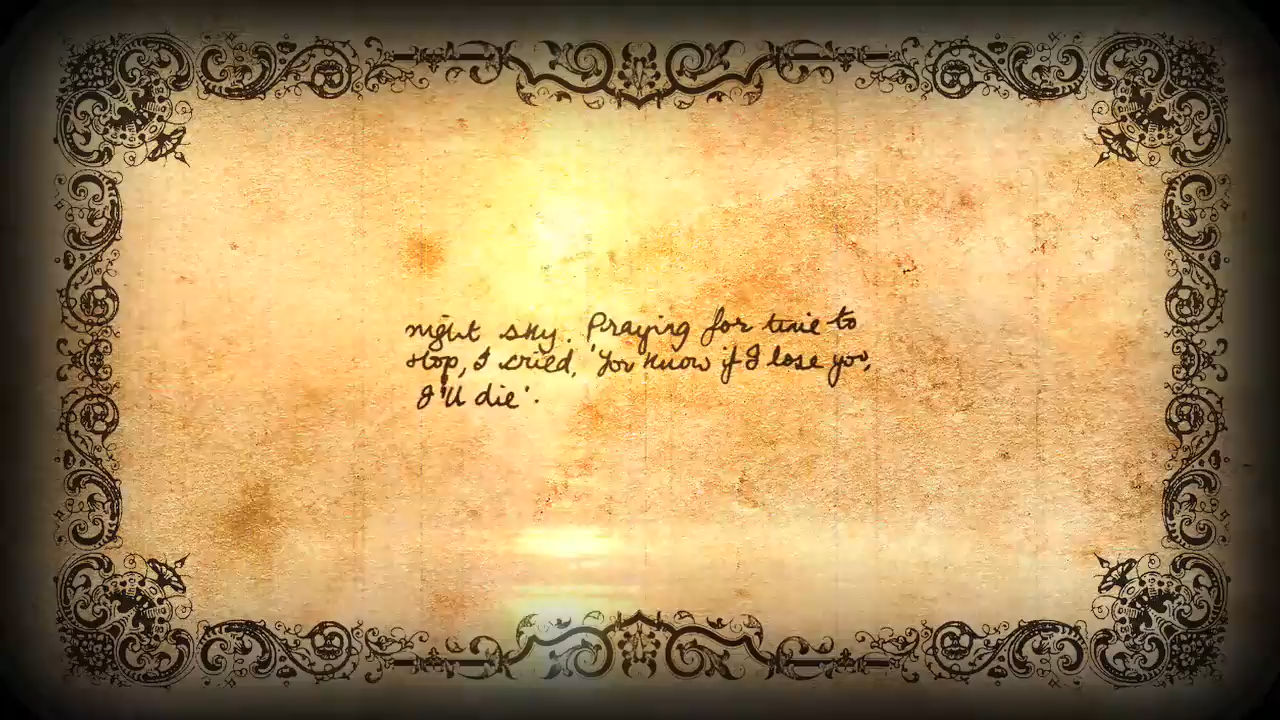 night sky. Praying for time to
stop, I cried, 'You know if I lose you,
I'll die'.